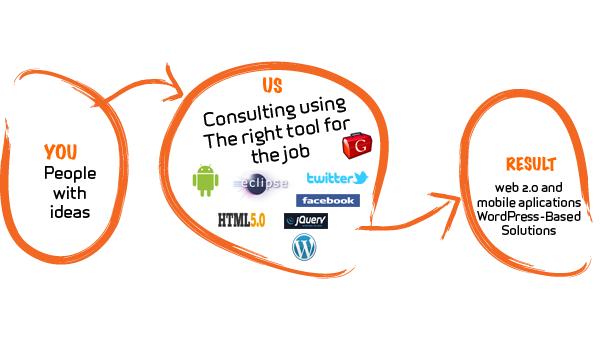 YOU
People
with
ideas
US
Consulting using
The right tool for
the job
G
eclipse
twitter
facebook
HTML5.0
jQuery
W
RESULT
web 2.0 and
mobile aplications
WordPress-Based
Solutions